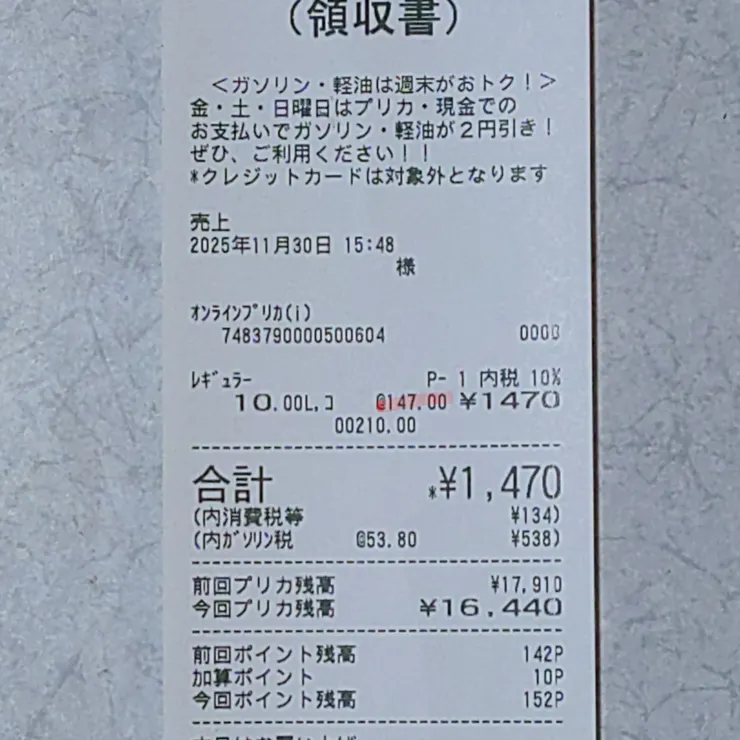 (領収書)
<ガソリン・軽油は週末がおトク!>
金・土・日曜日はプリカ・現金での
お支払いでガソリン・軽油が2円引き!
ぜひ、ご利用ください!!
*クレジットカードは対象外となります
売上
2025年11月30日 15:48
様
オンラインプリカ(i)
7483790000500604 0000
レギュラー P- 1 内税 10%
10.00L,コ @147.00 ¥1470
00210.00
合計 *¥1,470
(内消費税等 ¥134)
(内ガソリン税 @53.80 ¥538)
前回プリカ残高 ¥17,910
今回プリカ残高 ¥16,440
前回ポイント残高 142P
加算ポイント 10P
今回ポイント残高 152P